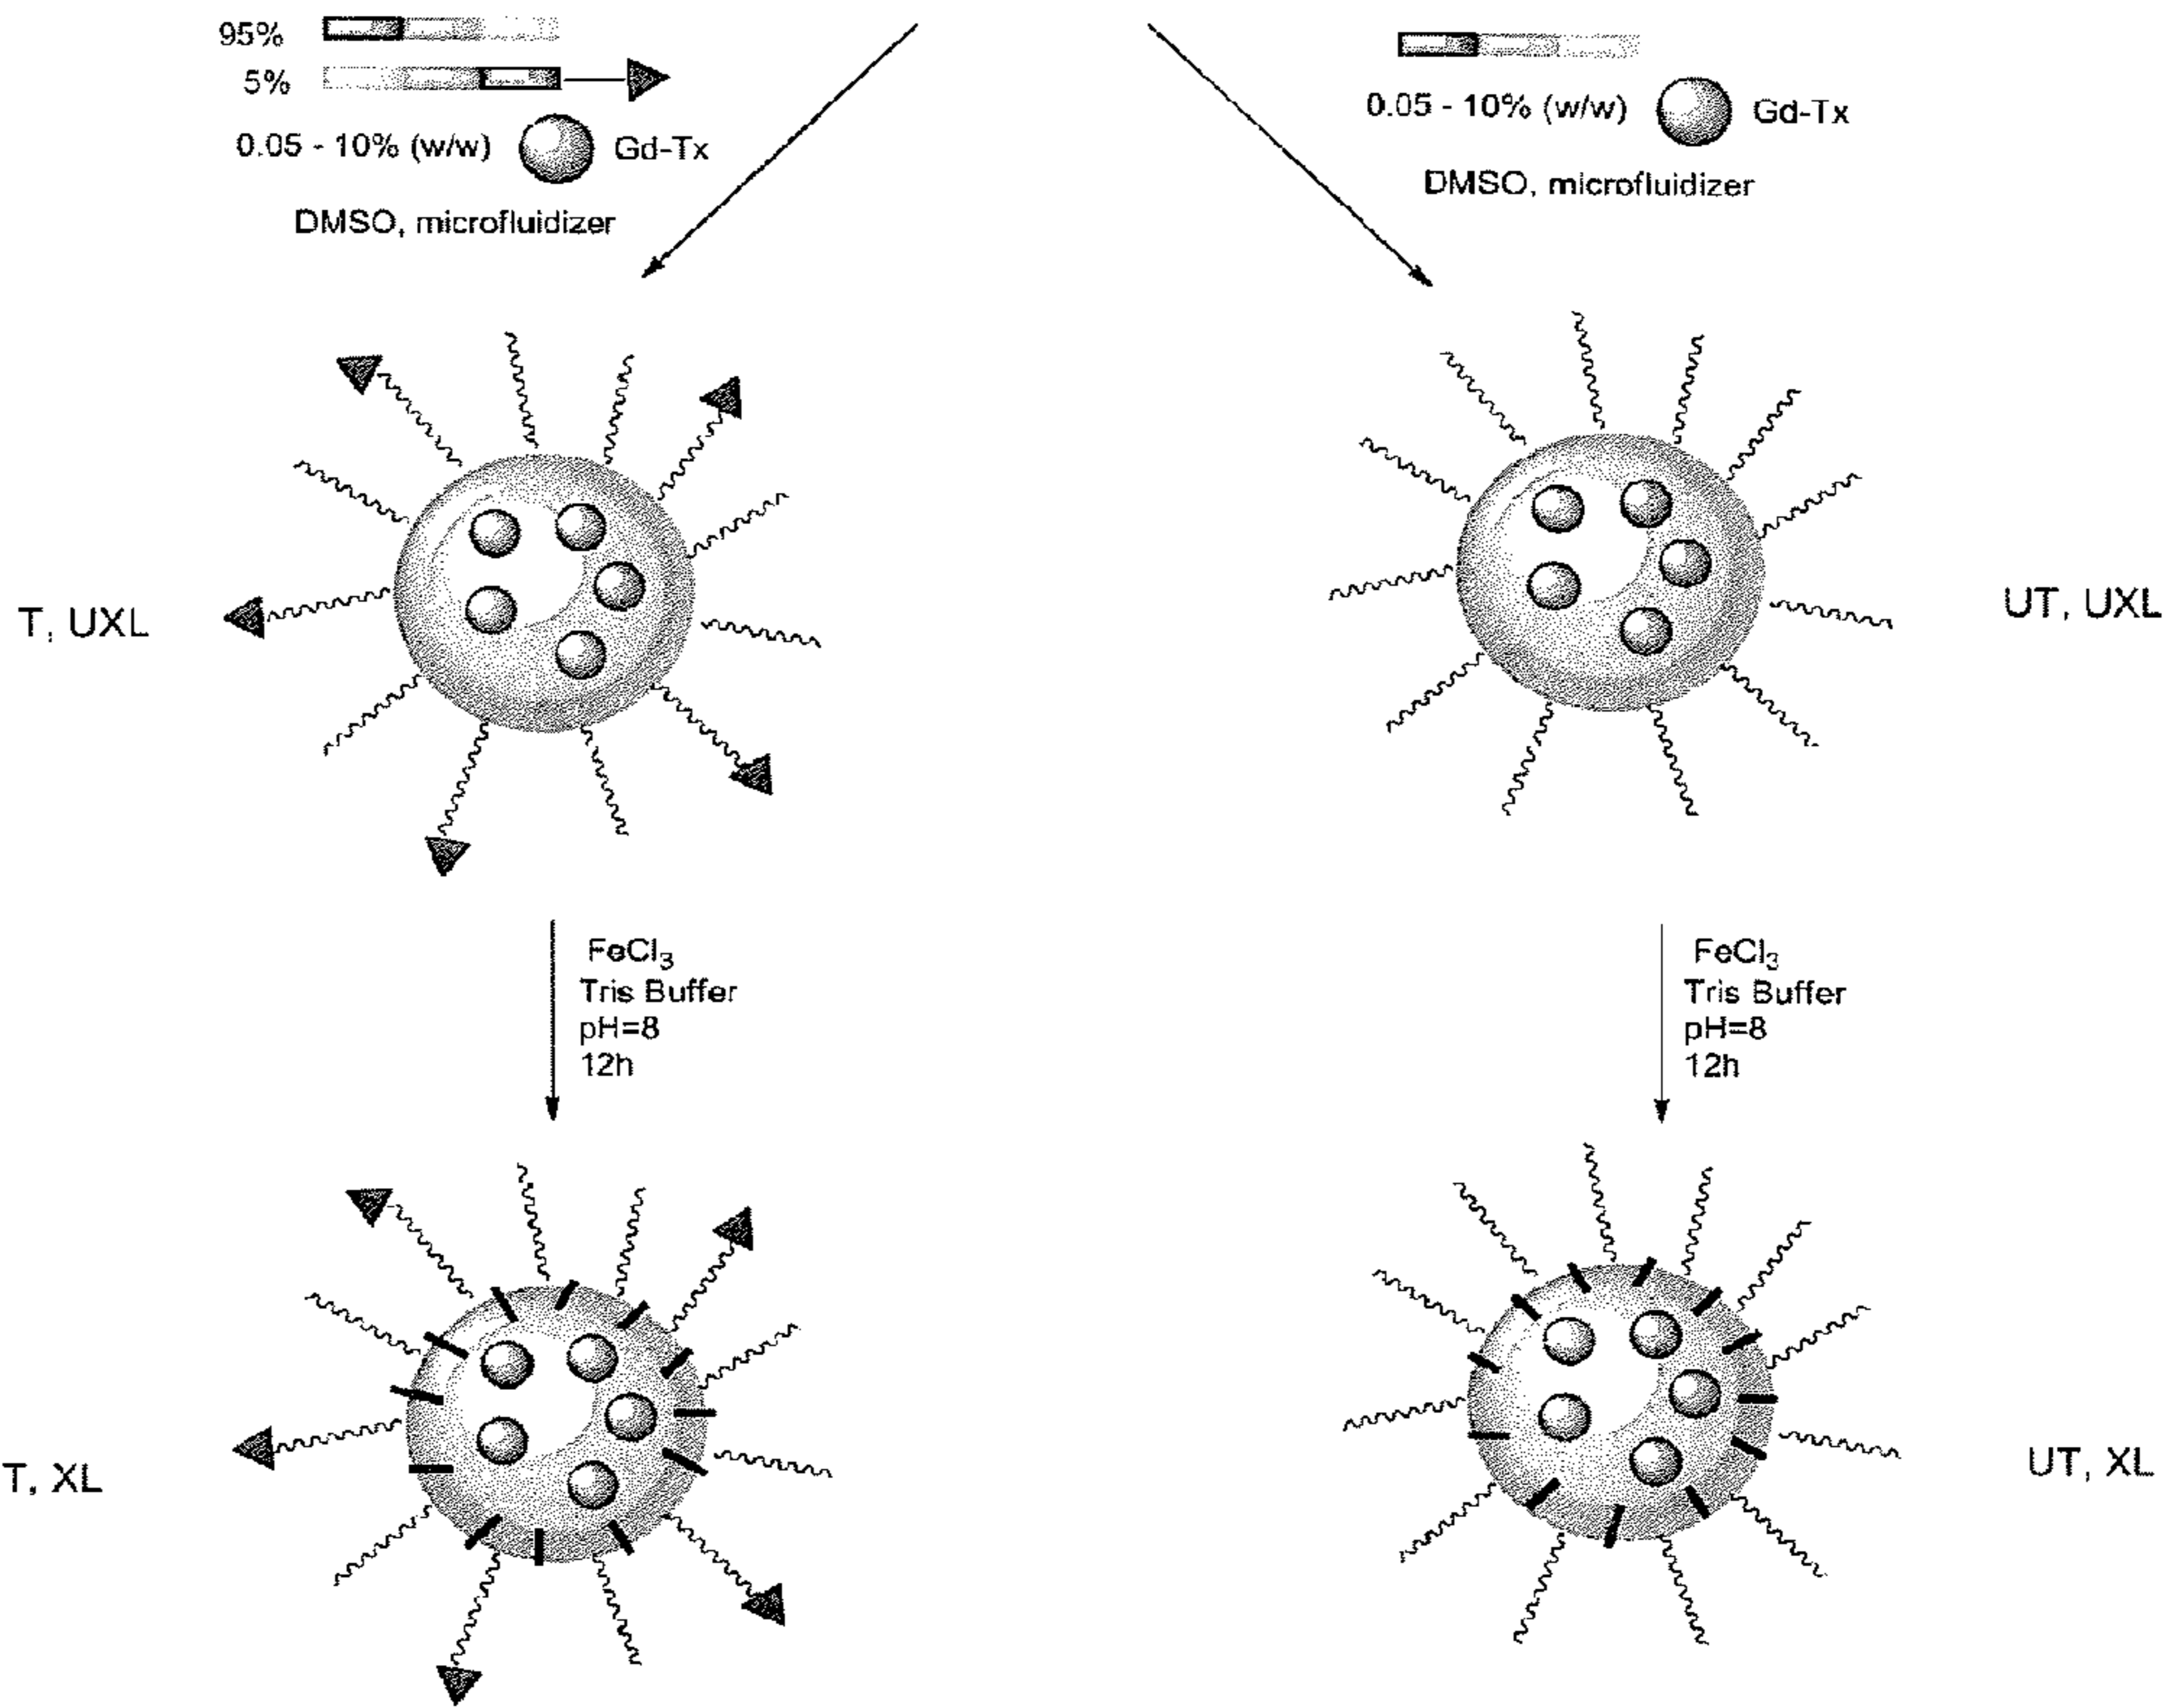 95%
5%
0.05 - 10% (w/w) Gd-Tx
DMSO, microfluidizer
0.05 - 10% (w/w) Gd-Tx
DMSO, microfluidizer
T, UXL
UT, UXL
FeCl3
Tris Buffer
pH=8
12h
FeCl3
Tris Buffer
pH=8
12h
T, XL
UT, XL